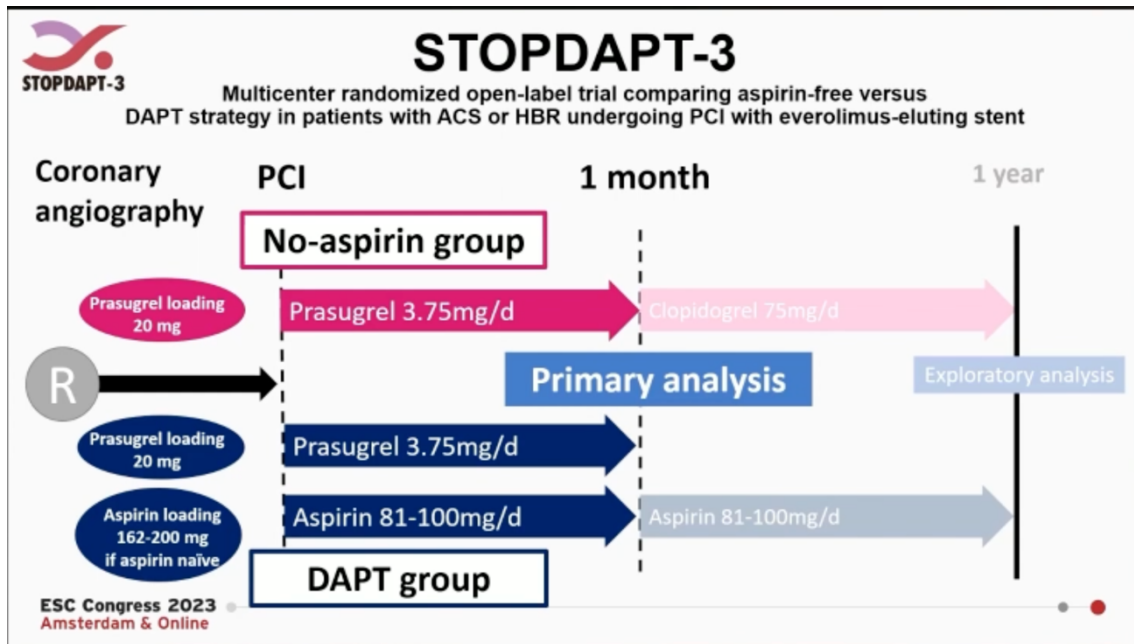 STOPDAPT-3
STOPDAPT-3
Multicenter randomized open-label trial comparing aspirin-free versus
DAPT strategy in patients with ACS or HBR undergoing PCI with everolimus-eluting stent
Coronary
angiography
PCI
1 month
1 year
No-aspirin group
Prasugrel loading
20 mg
Prasugrel 3.75mg/d
Clopidogrel 75mg/d
R
Primary analysis
Exploratory analysis
Prasugrel loading
20 mg
Prasugrel 3.75mg/d
Aspirin loading
162-200 mg
if aspirin naïve
Aspirin 81-100mg/d
Aspirin 81-100mg/d
DAPT group
ESC Congress 2023
Amsterdam & Online